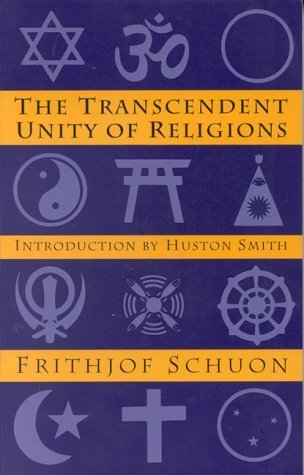 THE TRANSCENDENT
UNITY OF RELIGIONS
INTRODUCTION BY HUSTON SMITH
FRITHJOF SCHUON